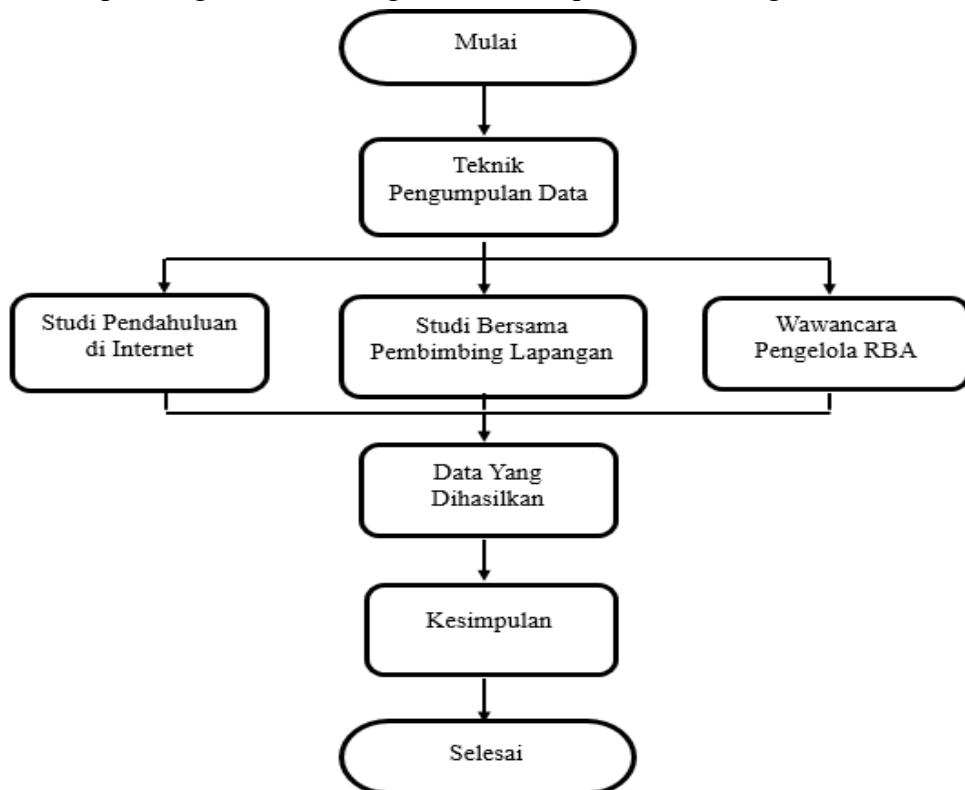 Mulai
Teknik
Pengumpulan Data
Studi Pendahuluan
di Internet
Studi Bersama
Pembimbing Lapangan
Wawancara
Pengelola RBA
Data Yang
Dihasilkan
Kesimpulan
Selesai